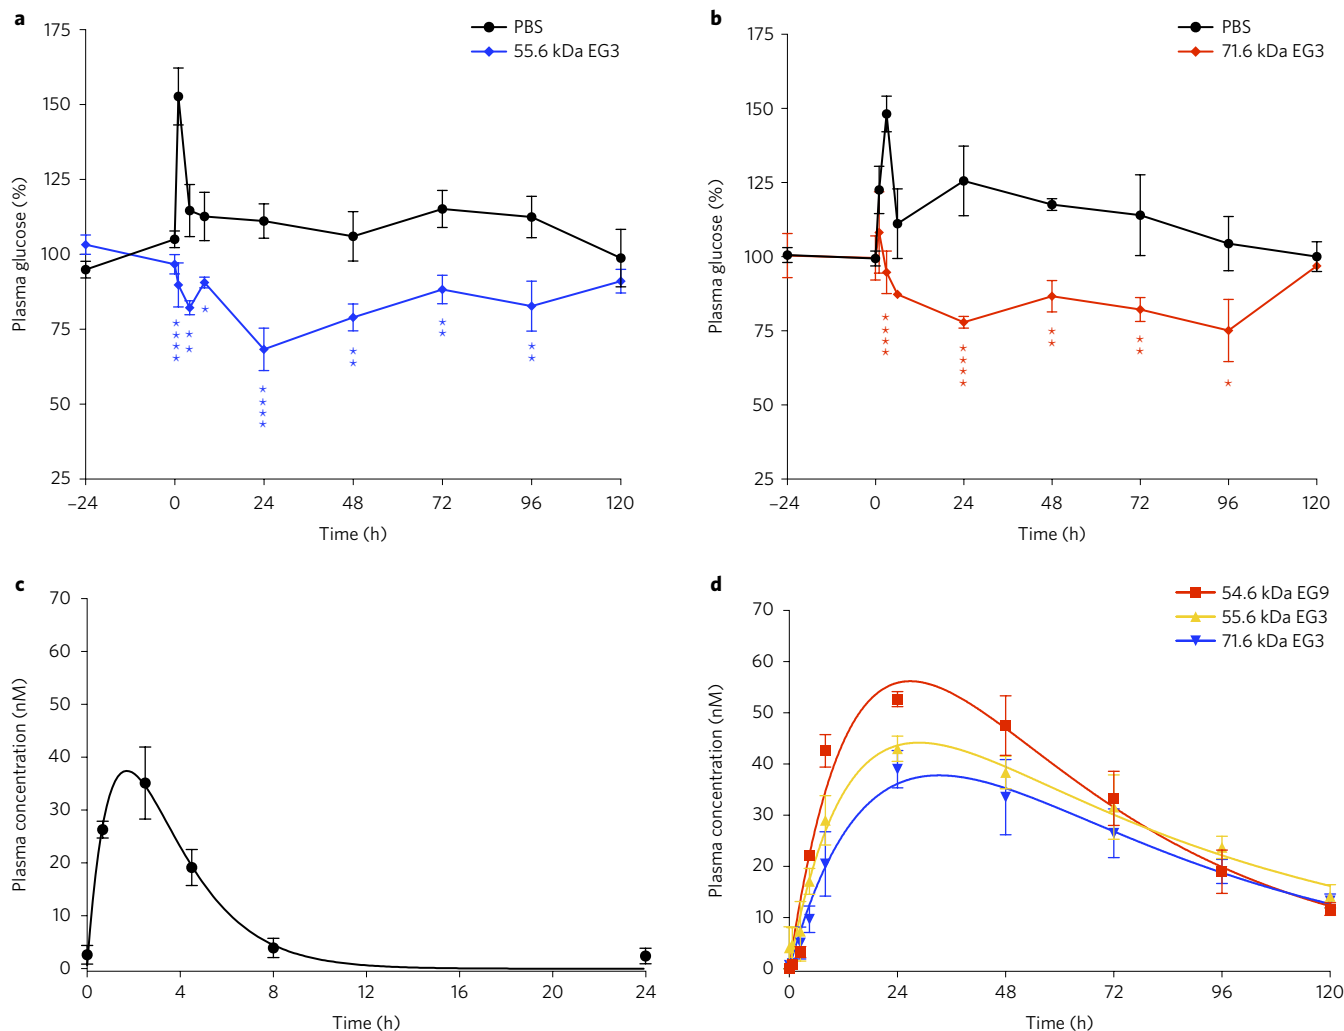 a
PBS
55.6 kDa EG3
Plasma glucose (%)
175
150
125
100
75
50
25
* * * *
* *
*
* * * *
* *
* *
* *
–24 0 24 48 72 96 120
Time (h)
b
PBS
71.6 kDa EG3
Plasma glucose (%)
175
150
125
100
75
50
25
* * * *
* * * *
* *
* *
*
–24 0 24 48 72 96 120
Time (h)
c
Plasma concentration (nM)
70
60
50
40
30
20
10
0
0 4 8 12 16 20 24
Time (h)
d
54.6 kDa EG9
55.6 kDa EG3
71.6 kDa EG3
Plasma concentration (nM)
70
60
50
40
30
20
10
0
0 24 48 72 96 120
Time (h)